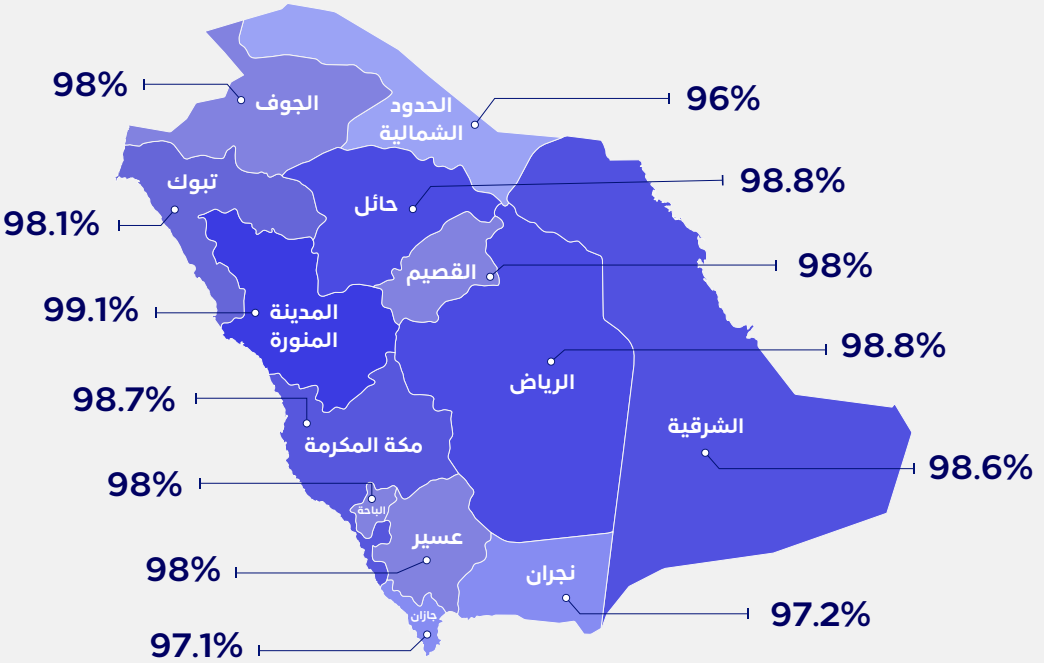 98%
الجوف
الحدود
الشمالية
96%
تبوك
98.1%
حائل
98.8%
القصيم
98%
99.1%
المدينة
المنورة
98.8%
الرياض
98.7%
مكة المكرمة
الشرقية
98.6%
98%
الباحة
عسير
98%
نجران
97.2%
جازان
97.1%